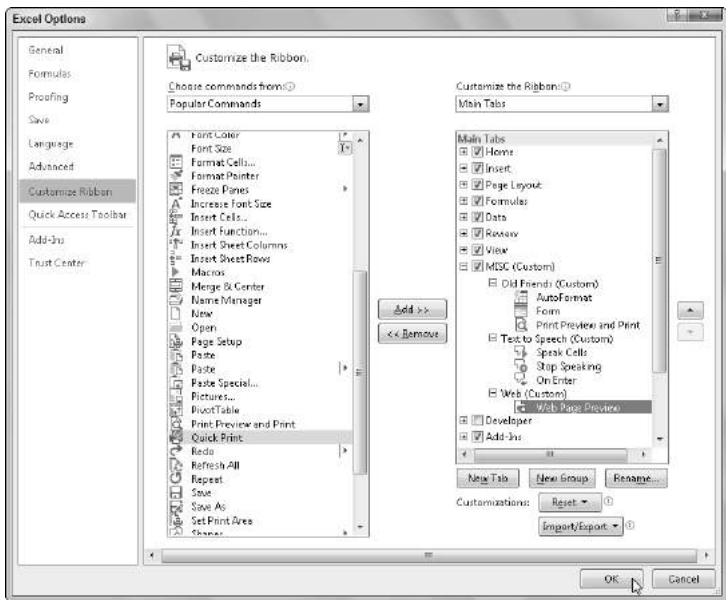 Excel Options
General
Formulas
Proofing
Save
Language
Advanced
Customize Ribbon
Quick Access Toolbar
Add-Ins
Trust Center
Customize the Ribbon.
Choose commands from:
Popular Commands
Font Color
Font Size
Format Cells...
Format Painter
Freeze Panes
Increase Font Size
Insert Cells...
Insert Function...
Insert Sheet Columns
Insert Sheet Rows
Macros
Merge & Center
Name Manager
New
Open
Page Setup
Paste
Paste
Paste Special...
Pictures...
PivotTable
Print Preview and Print
Quick Print
Redo
Refresh All
Repeat
Save
Save As
Set Print Area
Shapes
Add >>
<< Remove
Customize the Ribbon:
Main Tabs
Main Tabs
Home
Insert
Page Layout
Formulas
Data
Review
View
MISC (Custom)
Old Friends (Custom)
AutoFormat
Form
Print Preview and Print
Text to Speech (Custom)
Speak Cells
Stop Speaking
On Enter
Web (Custom)
Web Page Preview
Developer
Add-Ins
New Tab New Group Rename...
Customizations: Reset
Import/Export
OK Cancel